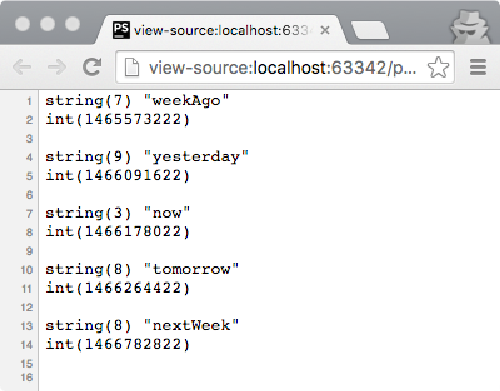 PS view-source:localhost:633
view-source:localhost:63342/p...
1 string(7) "weekAgo"
2 int(1465573222)
3
4 string(9) "yesterday"
5 int(1466091622)
6
7 string(3) "now"
8 int(1466178022)
9
10 string(8) "tomorrow"
11 int(1466264422)
12
13 string(8) "nextWeek"
14 int(1466782822)
15
16